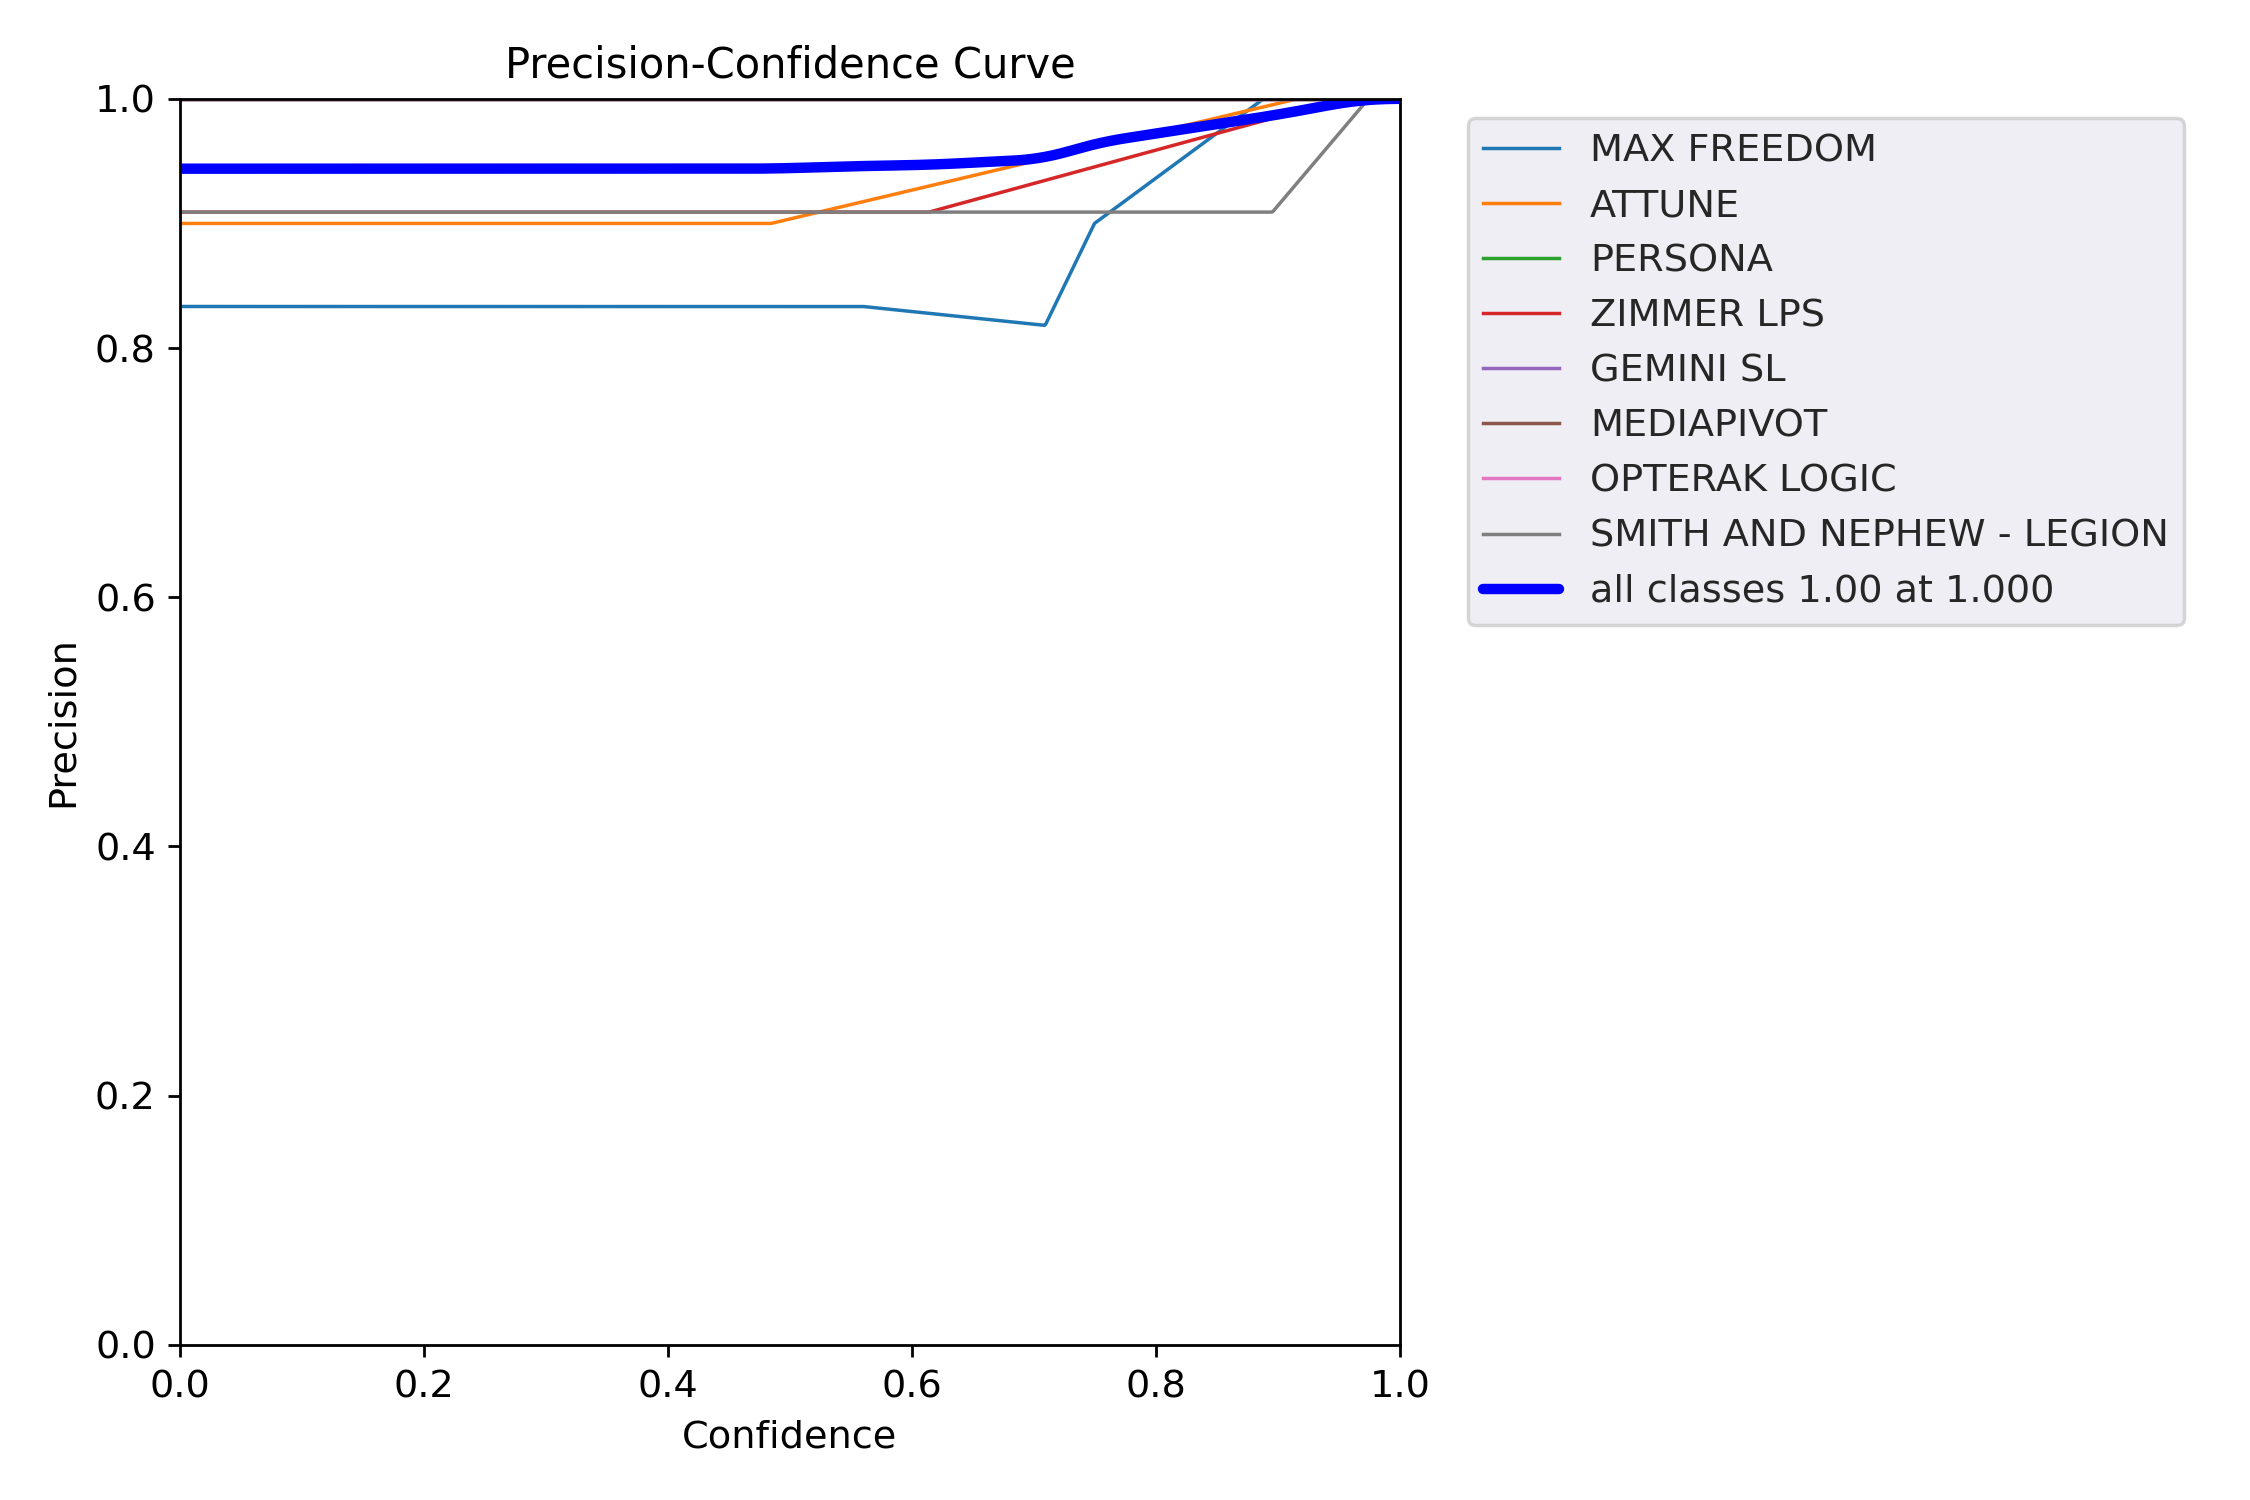 Precision-Confidence Curve
1.0
0.8
0.6
0.4
0.2
0.0
Precision
0.0 0.2 0.4 0.6 0.8 1.0
Confidence
MAX FREEDOM
ATTUNE
PERSONA
ZIMMER LPS
GEMINI SL
MEDIAPIVOT
OPTERAK LOGIC
SMITH AND NEPHEW - LEGION
all classes 1.00 at 1.000